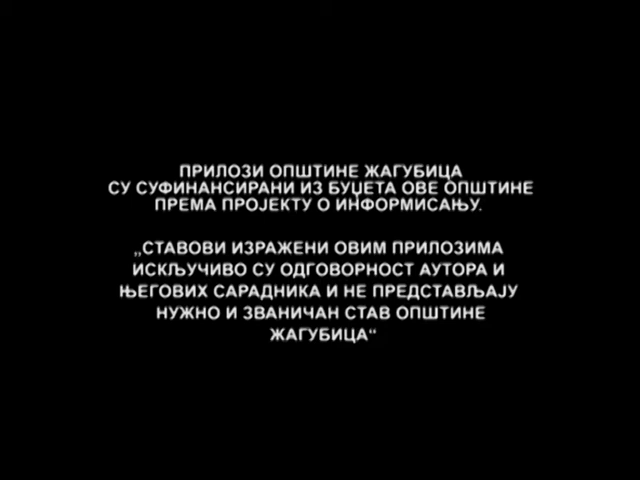 ПРИЛОЗИ ОПШТИНЕ ЖАГУБИЦА
СУ СУФИНАНСИРАНИ ИЗ БУЏЕТА ОВЕ ОПШТИНЕ
ПРЕМА ПРОЈЕКТУ О ИНФОРМИСАЊУ.
„СТАВОВИ ИЗРАЖЕНИ ОВИМ ПРИЛОЗИМА
ИСКЉУЧИВО СУ ОДГОВОРНОСТ АУТОРА И
ЊЕГОВИХ САРАДНИКА И НЕ ПРЕДСТАВЉАЈУ
НУЖНО И ЗВАНИЧАН СТАВ ОПШТИНЕ
ЖАГУБИЦА“